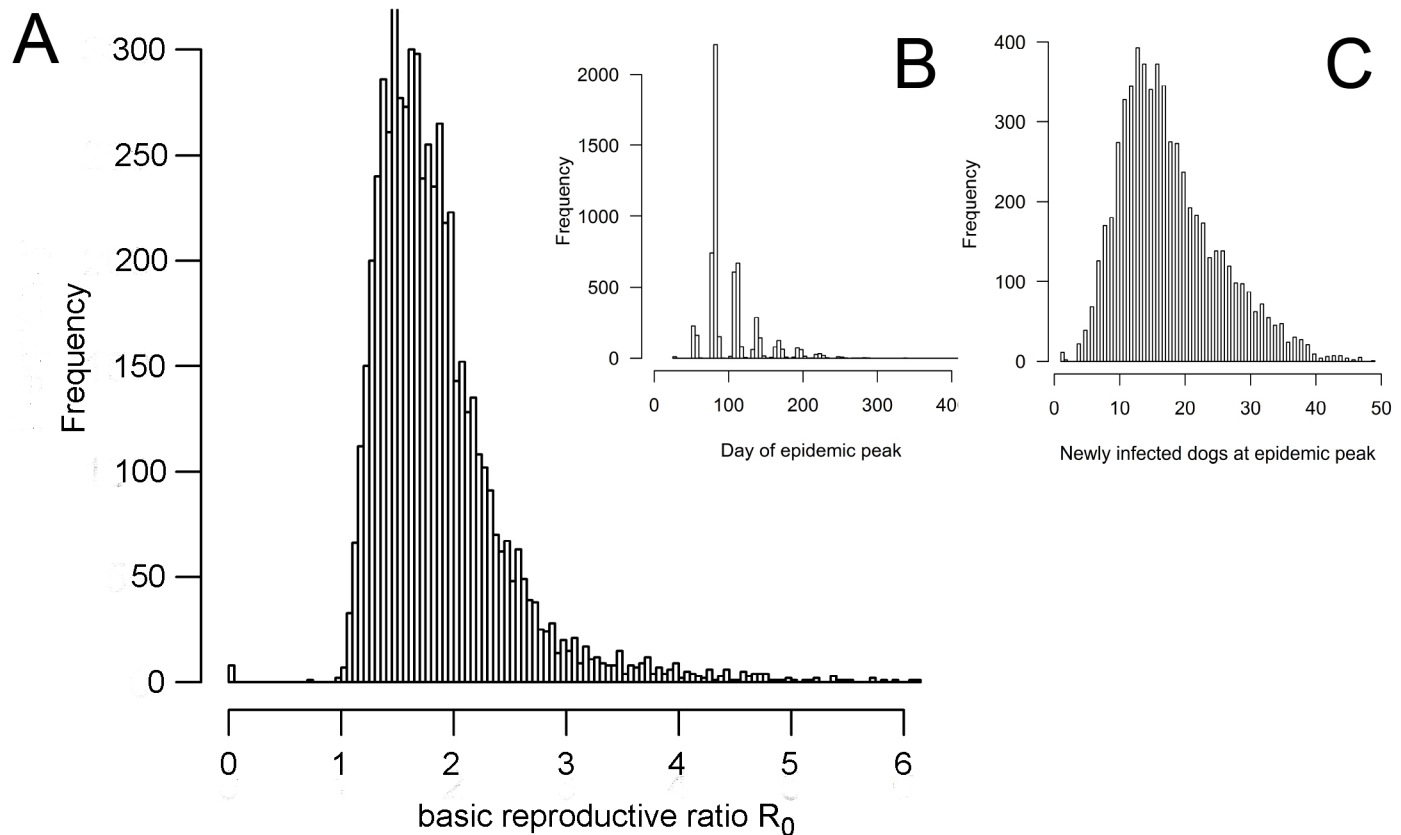 A
300
250
200
150
100
50
0
Frequency
0 1 2 3 4 5 6
basic reproductive ratio R0
B
2000
1500
1000
500
0
Frequency
0 100 200 300
Day of epidemic peak
C
400
300
200
100
0
Frequency
0 10 20 30 40 50
Newly infected dogs at epidemic peak